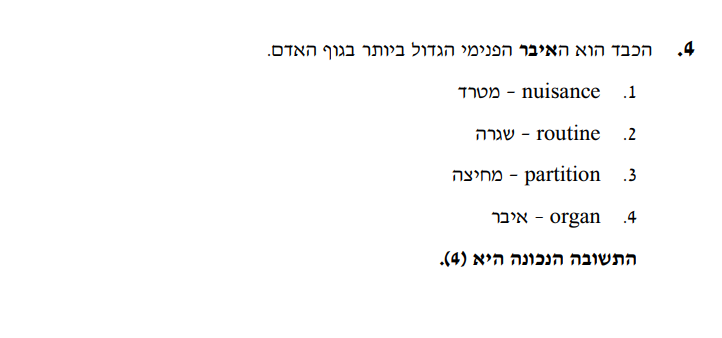 4. הכבד הוא האיבר הפנימי הגדול ביותר בגוף האדם.
1. nuisance – מטרד
2. routine – שגרה
3. partition – מחיצה
4. organ – איבר
התשובה הנכונה היא (4).